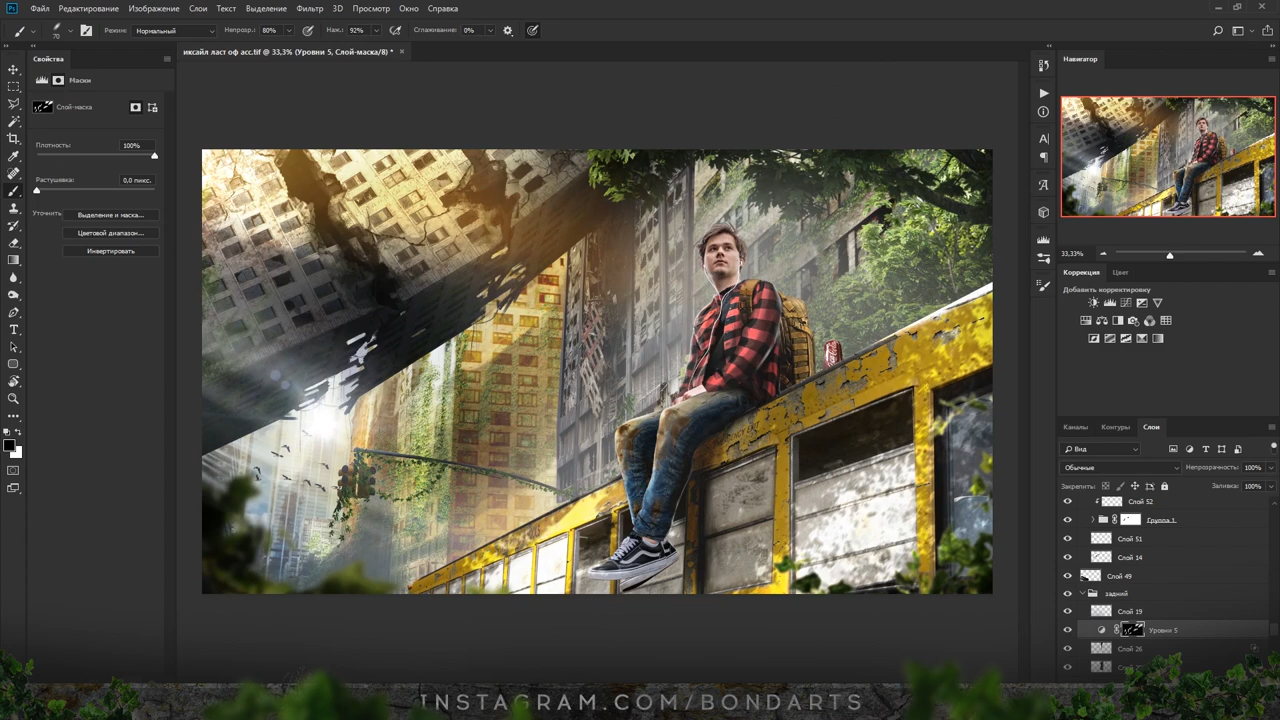 Ps Файл Редактирование Изображение Слои Текст Выделение Фильтр 3D Просмотр Окно Справка
70 Режим: Нормальный Непрозр.: 80% Наж.: 92% Сглаживание: 0%
иксайл ласт оф асс.tif @ 33,3% (Уровни 5, Слой-маска/8) * ×
Свойства
Маски
Слой-маска
Плотность: 100%
Растушевка: 0,0 пикс.
Уточнить: Выделение и маска...
Цветовой диапазон...
Инвертировать
Навигатор
33,33%
Коррекция Цвет
Добавить корректировку
Каналы Контуры Слои
Вид
Обычные Непрозрачность: 100%
Закрепить: Заливка: 100%
Слой 52
Группа 1
Слой 51
Слой 14
Слой 49
задний
Слой 19
Уровни 5
Слой 26
INSTAGRAM.COM/BONDARTS